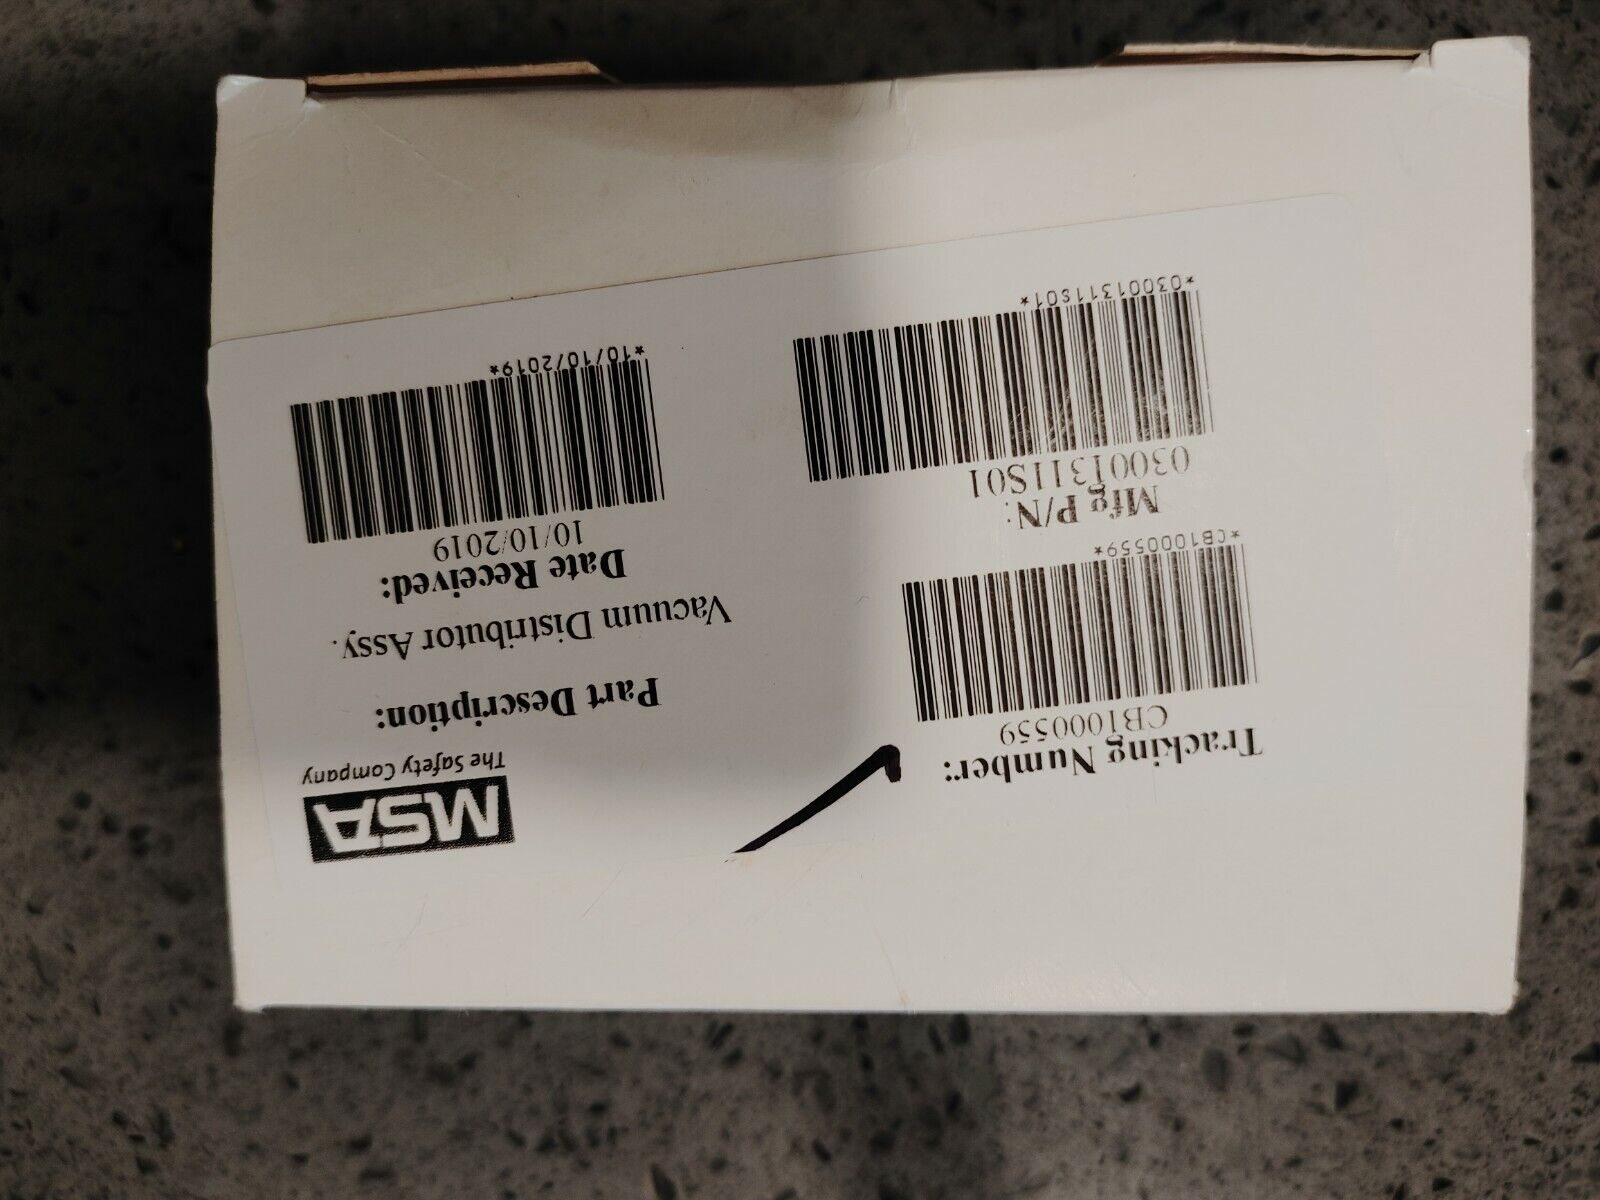 MSA
The Safety Company
Part Description:
Vacuum Distributor Assy.
Date Received:
10/10/2019
*10/10/2019*
Tracking Number:
CB1000559
*CB1000559*
Mfg P/N:
03001311S01
*03001311S01*